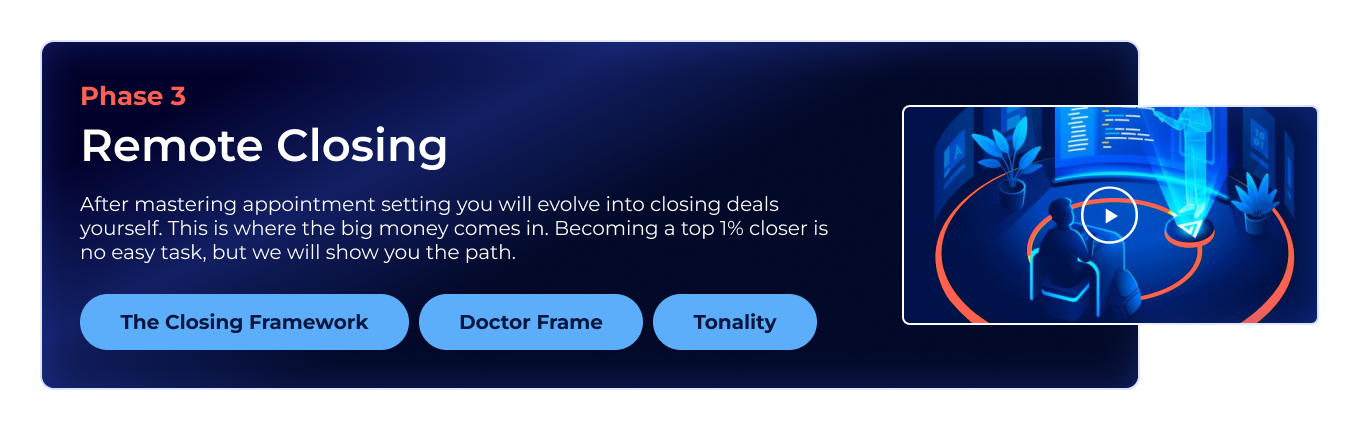 Phase 3
Remote Closing
After mastering appointment setting you will evolve into closing deals
yourself. This is where the big money comes in. Becoming a top 1% closer is
no easy task, but we will show you the path.
The Closing Framework
Doctor Frame
Tonality